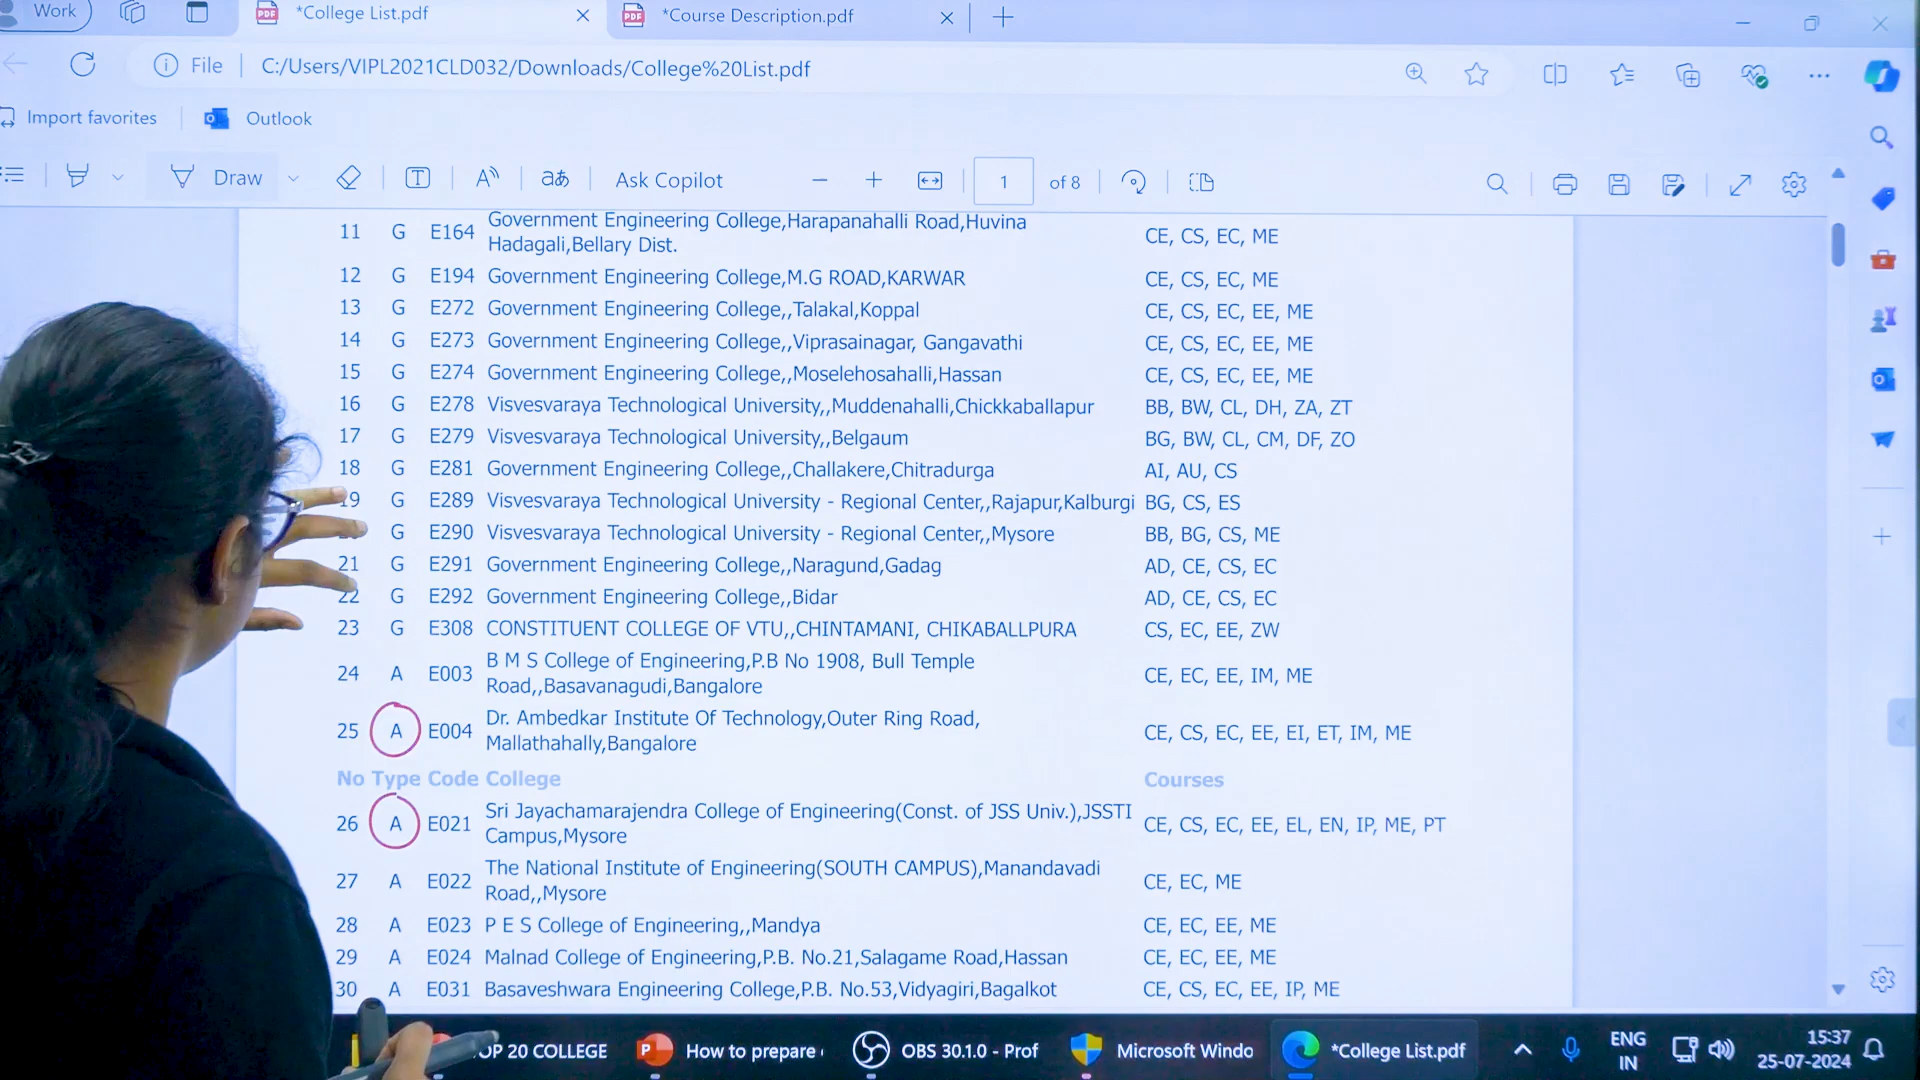 Work
*College List.pdf
*Course Description.pdf
File
C:/Users/VIPL2021CLD032/Downloads/College%20List.pdf
Import favorites
Outlook
Draw
T
A
aあ
Ask Copilot
1
of 8
11 G E164 Government Engineering College,Harapanahalli Road,Huvina
Hadagali,Bellary Dist. CE, CS, EC, ME
12 G E194 Government Engineering College,M.G ROAD,KARWAR CE, CS, EC, ME
13 G E272 Government Engineering College,,Talakal,Koppal CE, CS, EC, EE, ME
14 G E273 Government Engineering College,,Viprasainagar, Gangavathi CE, CS, EC, EE, ME
15 G E274 Government Engineering College,,Moselehosahalli,Hassan CE, CS, EC, EE, ME
16 G E278 Visvesvaraya Technological University,,Muddenahalli,Chickkaballapur BB, BW, CL, DH, ZA, ZT
17 G E279 Visvesvaraya Technological University,,Belgaum BG, BW, CL, CM, DF, ZO
18 G E281 Government Engineering College,,Challakere,Chitradurga AI, AU, CS
19 G E289 Visvesvaraya Technological University - Regional Center,,Rajapur,Kalburgi BG, CS, ES
G E290 Visvesvaraya Technological University - Regional Center,,Mysore BB, BG, CS, ME
21 G E291 Government Engineering College,,Naragund,Gadag AD, CE, CS, EC
22 G E292 Government Engineering College,,Bidar AD, CE, CS, EC
23 G E308 CONSTITUENT COLLEGE OF VTU,,CHINTAMANI, CHIKABALLPURA CS, EC, EE, ZW
24 A E003 B M S College of Engineering,P.B No 1908, Bull Temple
Road,,Basavanagudi,Bangalore CE, EC, EE, IM, ME
25 A E004 Dr. Ambedkar Institute Of Technology,Outer Ring Road,
Mallathahally,Bangalore CE, CS, EC, EE, EI, ET, IM, ME
No Type Code College Courses
26 A E021 Sri Jayachamarajendra College of Engineering(Const. of JSS Univ.),JSSTI
Campus,Mysore CE, CS, EC, EE, EL, EN, IP, ME, PT
27 A E022 The National Institute of Engineering(SOUTH CAMPUS),Manandavadi
Road,,Mysore CE, EC, ME
28 A E023 P E S College of Engineering,,Mandya CE, EC, EE, ME
29 A E024 Malnad College of Engineering,P.B. No.21,Salagame Road,Hassan CE, EC, EE, ME
30 A E031 Basaveshwara Engineering College,P.B. No.53,Vidyagiri,Bagalkot CE, CS, EC, EE, IP, ME
OP 20 COLLEGE
How to prepare
OBS 30.1.0 - Prof
Microsoft Windo
*College List.pdf
ENG
IN
15:37
25-07-2024